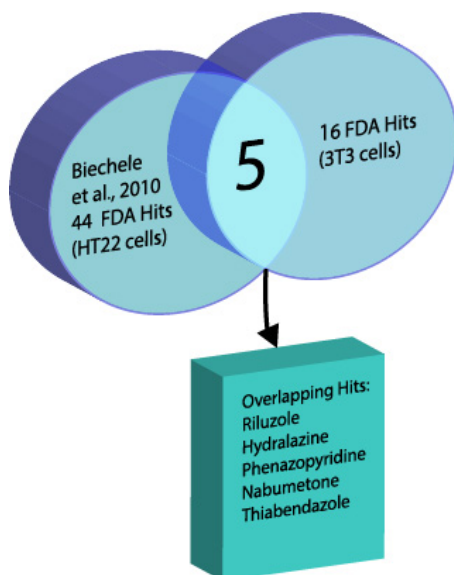 Biechele
et al., 2010
44 FDA Hits
(HT22 cells)
5
16 FDA Hits
(3T3 cells)
Overlapping Hits:
Riluzole
Hydralazine
Phenazopyridine
Nabumetone
Thiabendazole